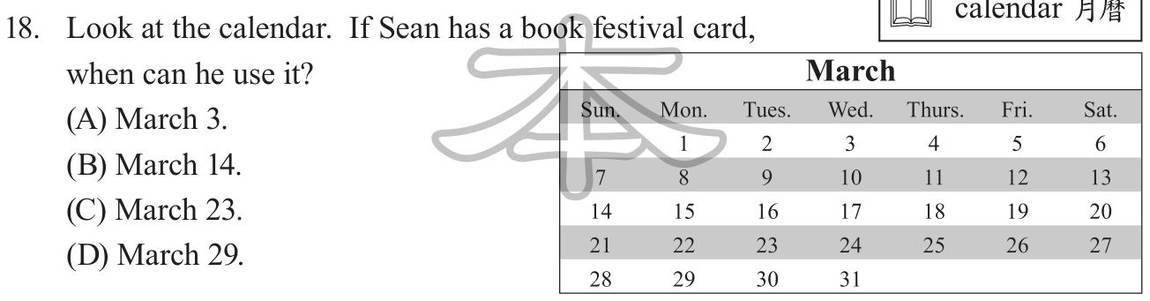 calendar 月曆
18. Look at the calendar. If Sean has a book festival card,
when can he use it?
(A) March 3.
(B) March 14.
(C) March 23.
(D) March 29.
March
Sun. Mon. Tues. Wed. Thurs. Fri. Sat.
1 2 3 4 5 6
7 8 9 10 11 12 13
14 15 16 17 18 19 20
21 22 23 24 25 26 27
28 29 30 31
本